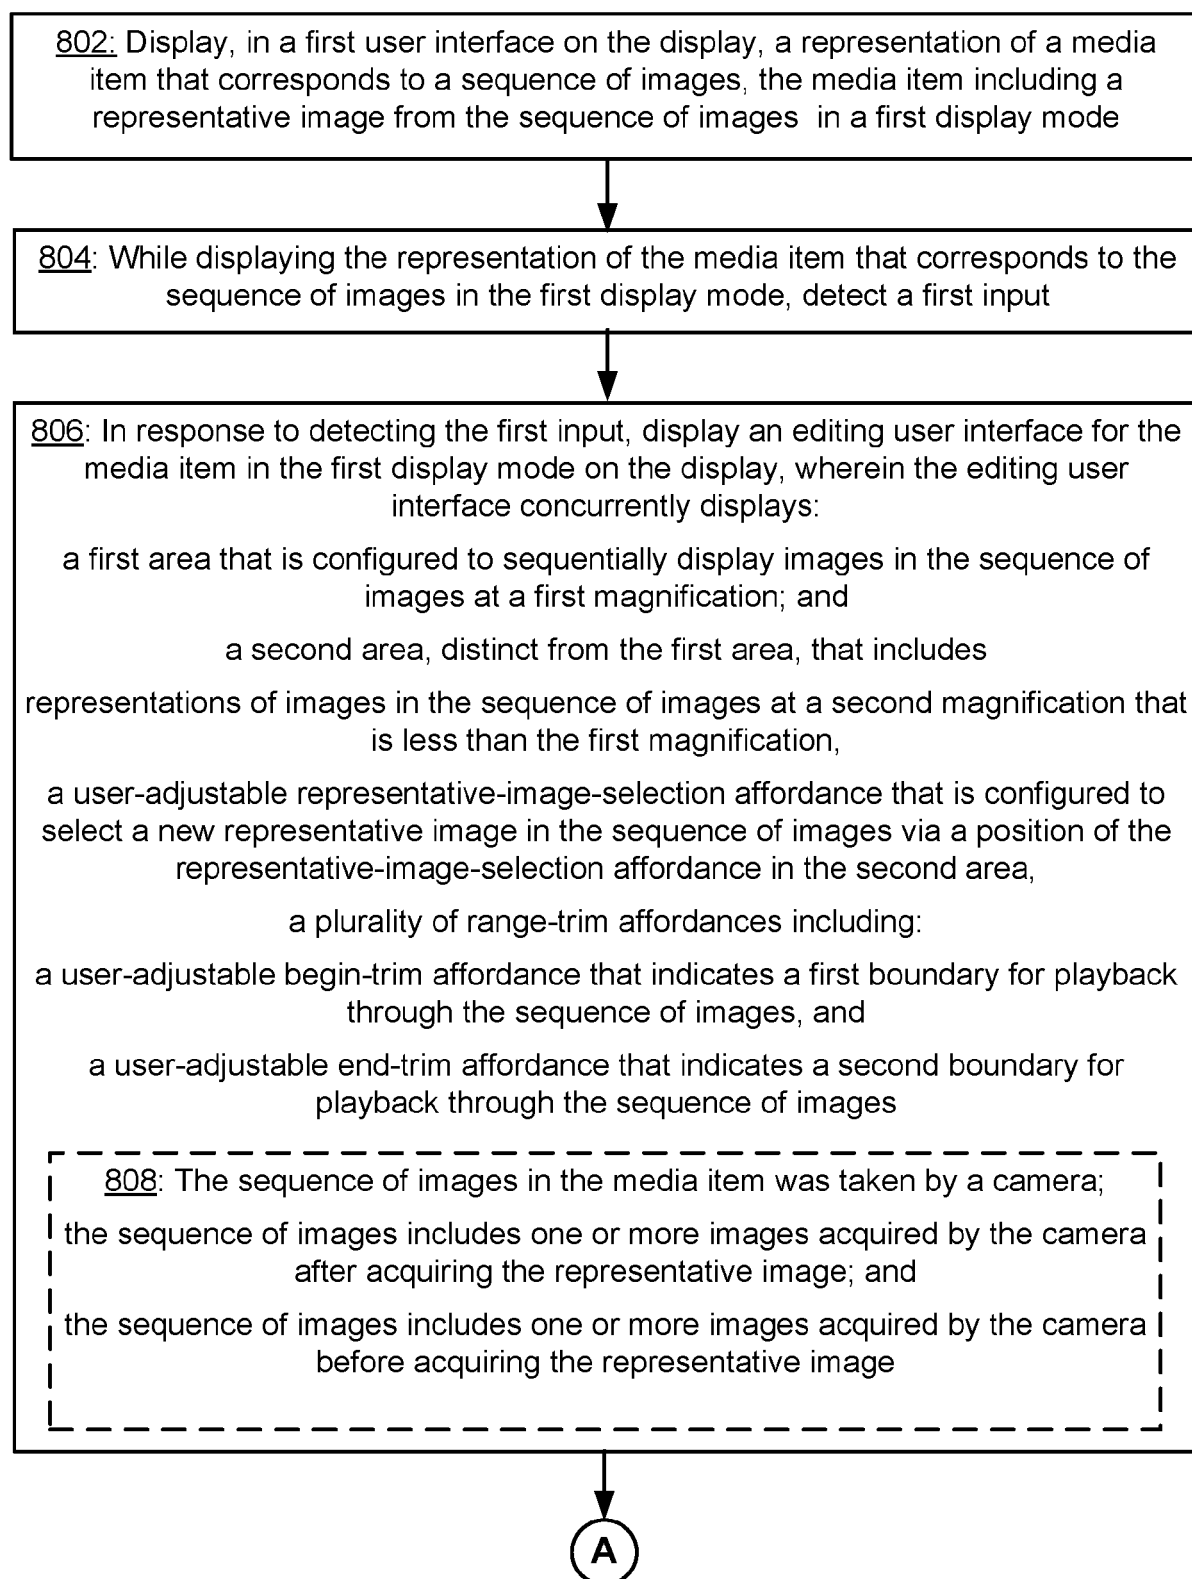 802: Display, in a first user interface on the display, a representation of a media
item that corresponds to a sequence of images, the media item including a
representative image from the sequence of images in a first display mode
804: While displaying the representation of the media item that corresponds to the
sequence of images in the first display mode, detect a first input
806: In response to detecting the first input, display an editing user interface for the
media item in the first display mode on the display, wherein the editing user
interface concurrently displays:
a first area that is configured to sequentially display images in the sequence of
images at a first magnification; and
a second area, distinct from the first area, that includes
representations of images in the sequence of images at a second magnification that
is less than the first magnification,
a user-adjustable representative-image-selection affordance that is configured to
select a new representative image in the sequence of images via a position of the
representative-image-selection affordance in the second area,
a plurality of range-trim affordances including:
a user-adjustable begin-trim affordance that indicates a first boundary for playback
through the sequence of images, and
a user-adjustable end-trim affordance that indicates a second boundary for
playback through the sequence of images
808: The sequence of images in the media item was taken by a camera;
the sequence of images includes one or more images acquired by the camera
after acquiring the representative image; and
the sequence of images includes one or more images acquired by the camera
before acquiring the representative image
A